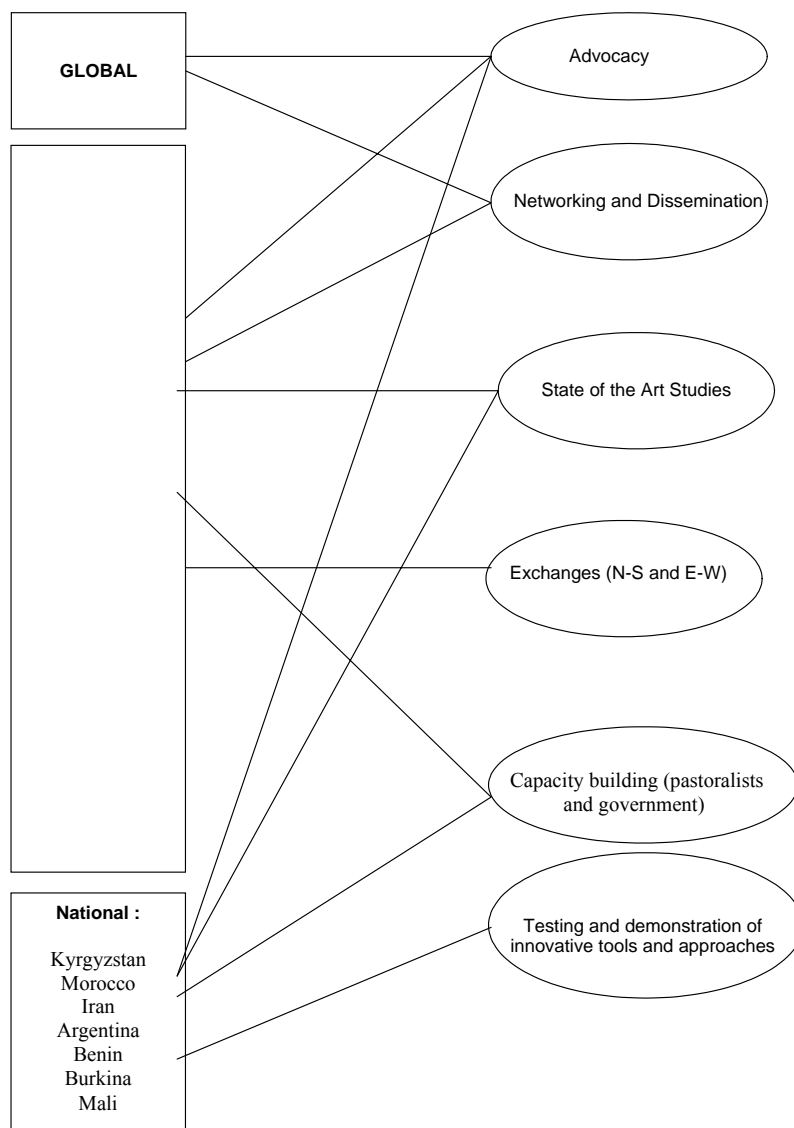 GLOBAL
Advocacy
Networking and Dissemination
State of the Art Studies
Exchanges (N-S and E-W)
Capacity building (pastoralists
and government)
Testing and demonstration of
innovative tools and approaches
National :
Kyrgyzstan
Morocco
Iran
Argentina
Benin
Burkina
Mali